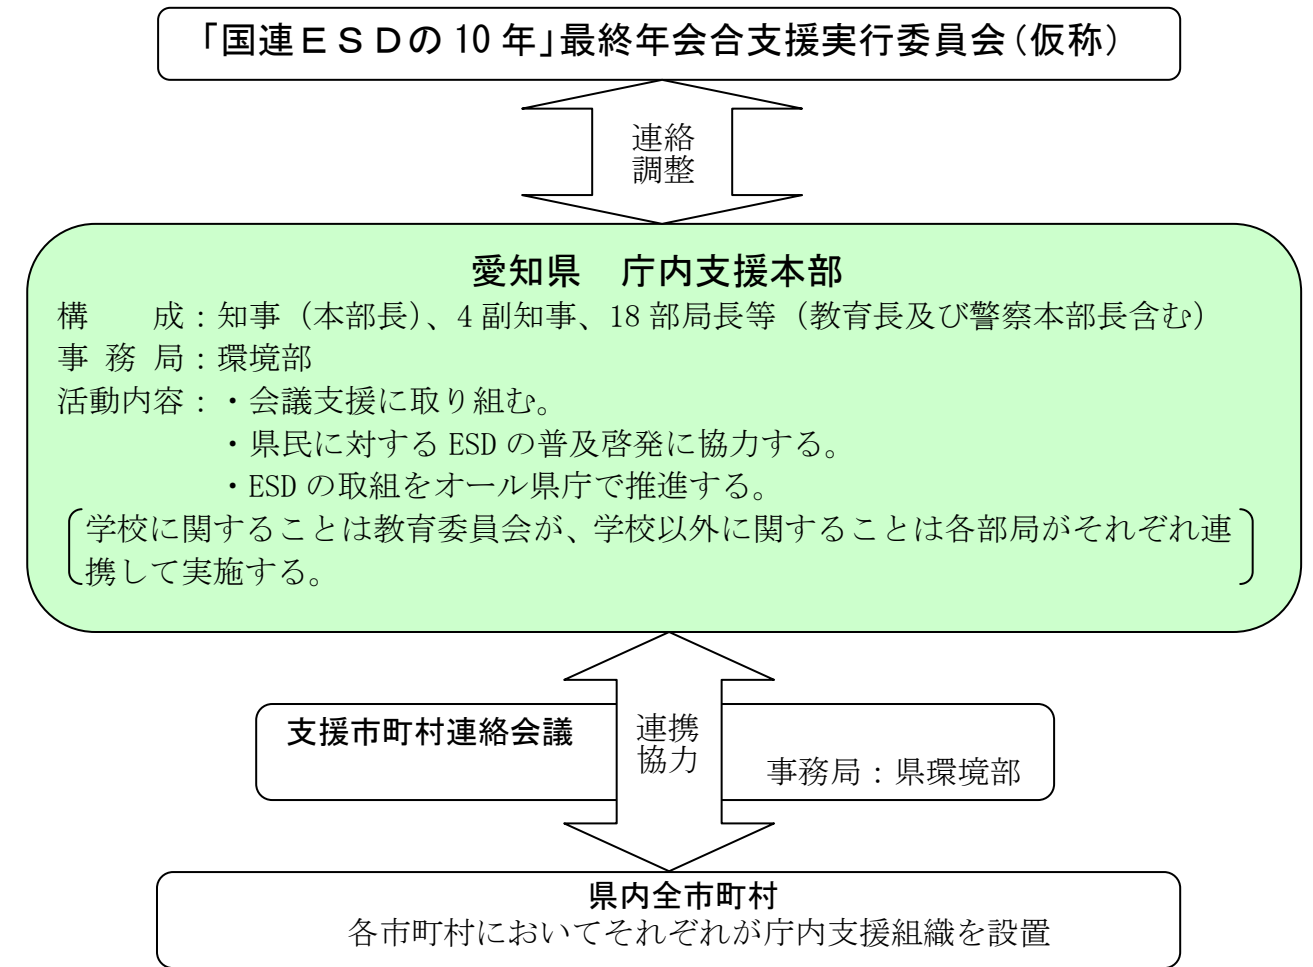 「国連ＥＳＤの10年」最終年会合支援実行委員会(仮称)
連絡
調整
愛知県　庁内支援本部
構　　成：知事（本部長）、4副知事、18部局長等（教育長及び警察本部長含む）
事 務 局：環境部
活動内容：・会議支援に取り組む。
・県民に対するESDの普及啓発に協力する。
・ESDの取組をオール県庁で推進する。
学校に関することは教育委員会が、学校以外に関することは各部局がそれぞれ連
携して実施する。
支援市町村連絡会議
連携
協力
事務局：県環境部
県内全市町村
各市町村においてそれぞれが庁内支援組織を設置